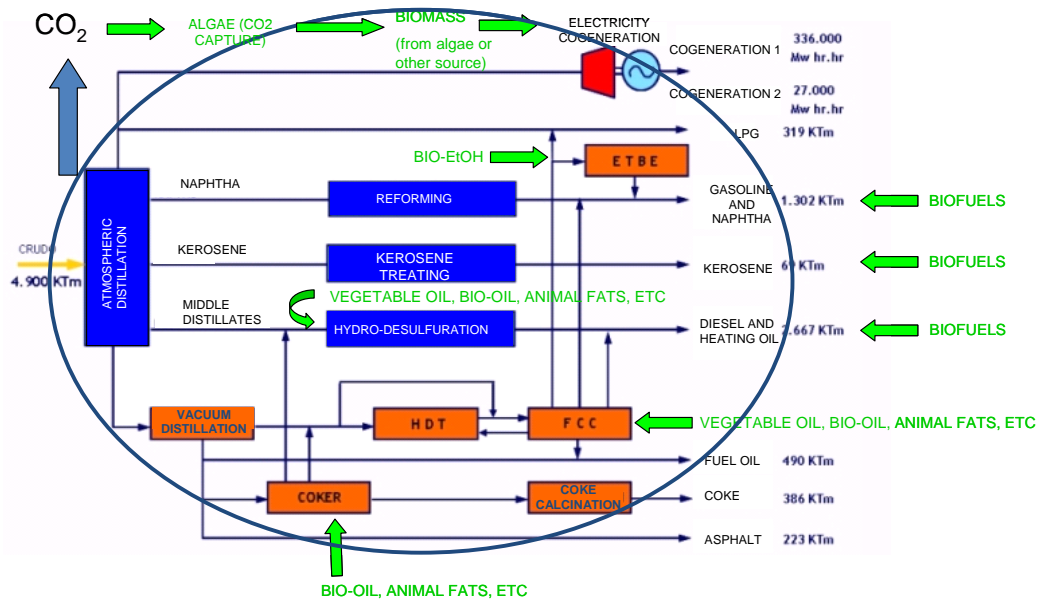 CO2
ALGAE (CO2
CAPTURE)
BIOMASS
(from algae or
other source)
ELECTRICITY
COGENERATION
COGENERATION 1
336.000
Mw hr.hr
COGENERATION 2
27.000
Mw hr.hr
LPG
319 KTm
BIO-EtOH
ETBE
NAPHTHA
REFORMING
GASOLINE
AND
NAPHTHA
1.302 KTm
BIOFUELS
CRUDO
4.900 KTm
ATMOSPHERIC
DISTILLATION
KEROSENE
KEROSENE
TREATING
KEROSENE
69 KTm
BIOFUELS
VEGETABLE OIL, BIO-OIL, ANIMAL FATS, ETC
MIDDLE
DISTILLATES
HYDRO-DESULFURATION
DIESEL AND
HEATING OIL
.667 KTm
BIOFUELS
VACUUM
DISTILLATION
HDT
FCC
VEGETABLE OIL, BIO-OIL, ANIMAL FATS, ETC
FUEL OIL
490 KTm
COKER
COKE
CALCINATION
COKE
386 KTm
ASPHALT
223 KTm
BIO-OIL, ANIMAL FATS, ETC